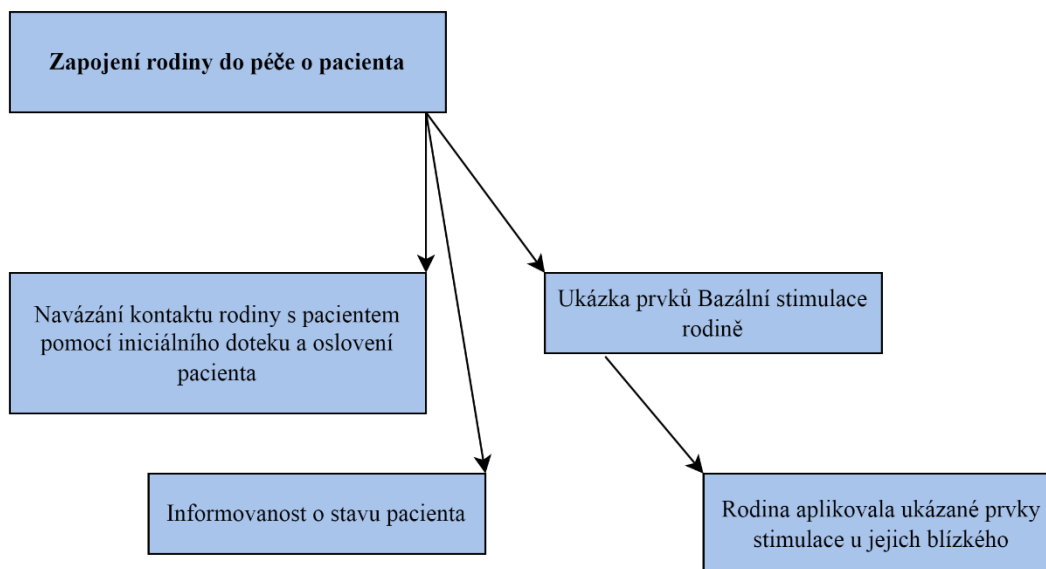 Zapojení rodiny do péče o pacienta
Navázání kontaktu rodiny s pacientem
pomocí iniciálního doteku a oslovení
pacienta
Ukázka prvků Bazální stimulace
rodině
Informovanost o stavu pacienta
Rodina aplikovala ukázané prvky
stimulace u jejich blízkého